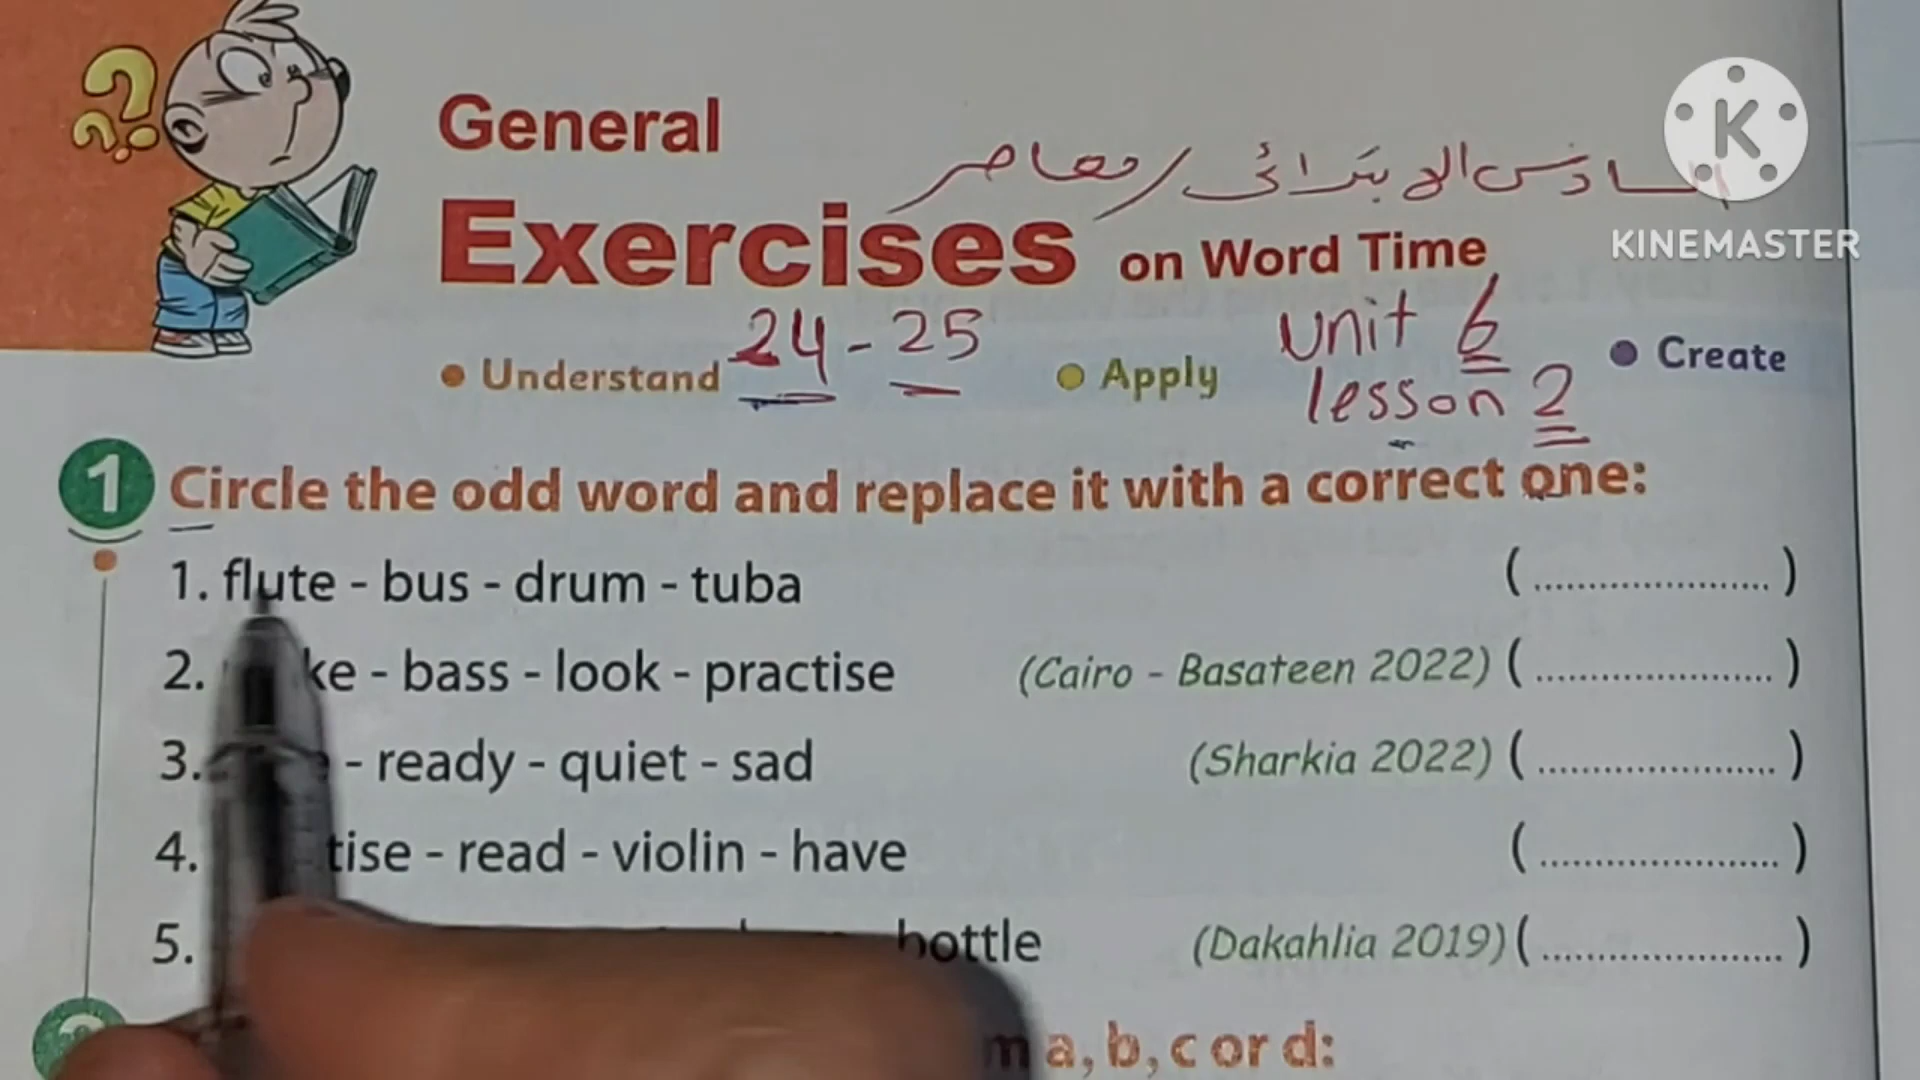 General
السادس الابتدائى / معاصر
Exercises on Word Time
KINEMASTER
24 - 25
unit 6
• Understand
• Apply
lesson 2
• Create
1 Circle the odd word and replace it with a correct one:
1. flute - bus - drum - tuba (....................)
2. ke - bass - look - practise (Cairo - Basateen 2022) (....................)
3. - ready - quiet - sad (Sharkia 2022) (....................)
4. tise - read - violin - have (....................)
5. bottle (Dakahlia 2019) (....................)
m a, b, c or d: